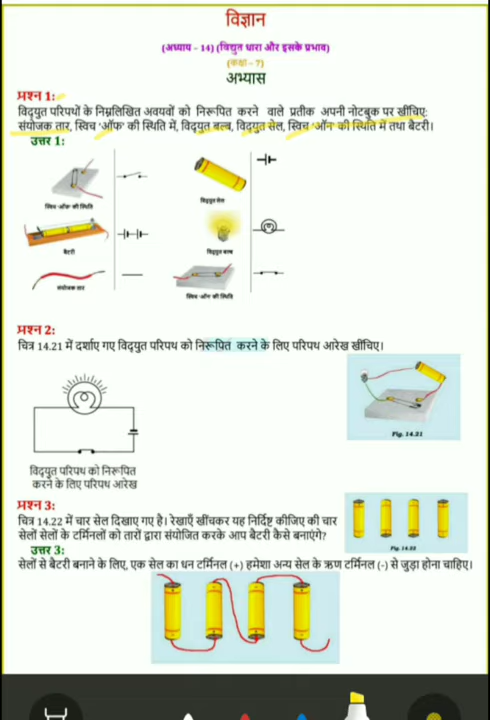 विज्ञान
(अध्याय – 14) (विद्युत धारा और इसके प्रभाव)
(कक्षा – 7)
अभ्यास
प्रश्न 1:
विद्युत परिपथों के निम्नलिखित अवयवों को निरूपित करने वाले प्रतीक अपनी नोटबुक पर खींचिए:
संयोजक तार, स्विच 'ऑफ' की स्थिति में, विद्युत बल्ब, विद्युत सेल, स्विच 'ऑन' की स्थिति में तथा बैटरी।
उत्तर 1:
स्विच 'ऑफ' की स्थिति
विद्युत सेल
बैटरी
विद्युत बल्ब
संयोजक तार
स्विच 'ऑन' की स्थिति
प्रश्न 2:
चित्र 14.21 में दर्शाए गए विद्युत परिपथ को निरूपित करने के लिए परिपथ आरेख खींचिए।
Fig. 14.21
विद्युत परिपथ को निरूपित
करने के लिए परिपथ आरेख
प्रश्न 3:
चित्र 14.22 में चार सेल दिखाए गए है। रेखाएँ खींचकर यह निर्दिष्ट कीजिए की चार
सेलों सेलों के टर्मिनलों को तारों द्वारा संयोजित करके आप बैटरी कैसे बनाएंगे?
Fig. 14.22
उत्तर 3:
सेलों से बैटरी बनाने के लिए, एक सेल का धन टर्मिनल (+) हमेशा अन्य सेल के ऋण टर्मिनल (-) से जुड़ा होना चाहिए।